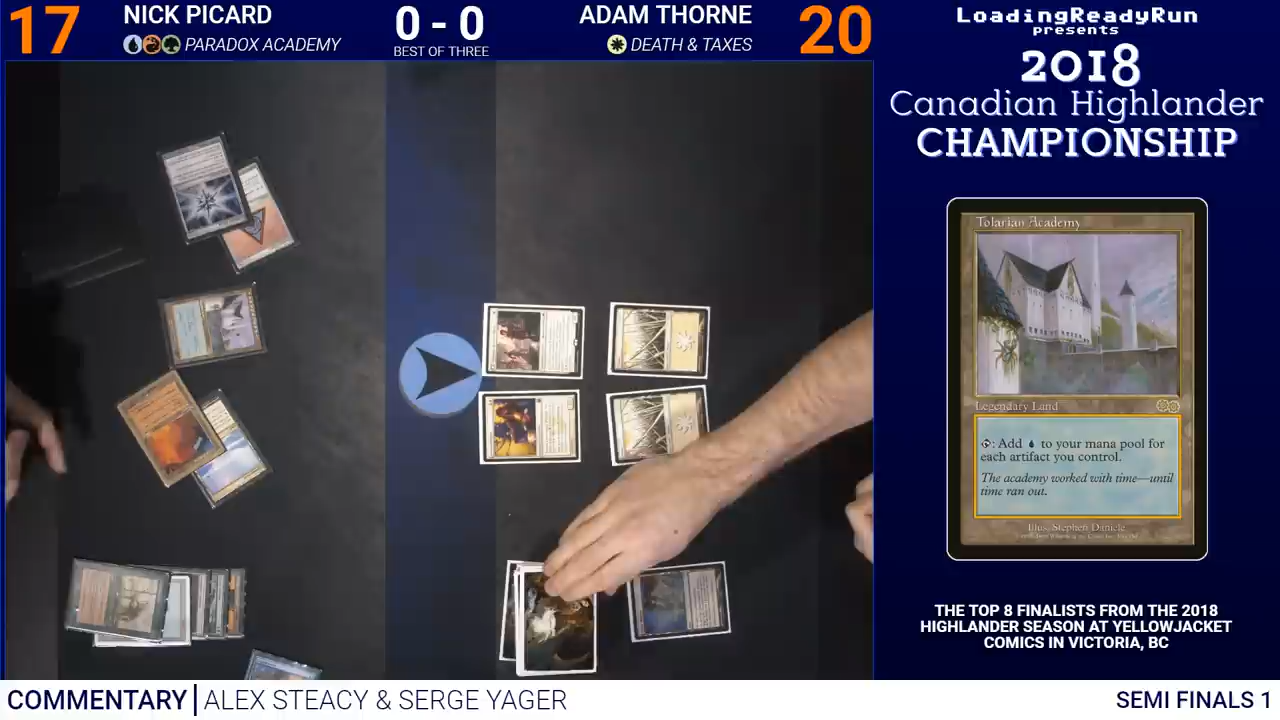 17
NICK PICARD
PARADOX ACADEMY
0 - 0
BEST OF THREE
ADAM THORNE
DEATH & TAXES
20
LoadingReadyRun
presents
2018
Canadian Highlander
CHAMPIONSHIP
Tolarian Academy
Legendary Land
: Add to your mana pool for
each artifact you control.
The academy worked with time—until
time ran out.
Illus. Stephen Daniele
THE TOP 8 FINALISTS FROM THE 2018
HIGHLANDER SEASON AT YELLOWJACKET
COMICS IN VICTORIA, BC
COMMENTARY | ALEX STEACY & SERGE YAGER
SEMI FINALS 1